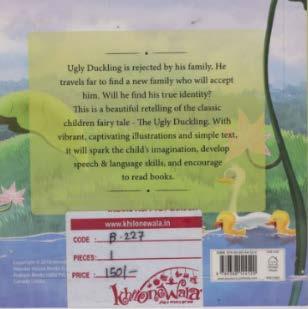 Ugly Duckling is rejected by his family. He
travels far to find a new family who will accept
him. Will he find his true identity?
This is a beautiful retelling of the classic
children fairy tale - The Ugly Duckling. With
vibrant, captivating illustrations and simple text,
it will spark the child's imagination, develop
speech & language skills, and encourage
to read books.
www.khilonewala.in
CODE : B-227
PIECES: 1
PRICE : 150/-
khilonewala